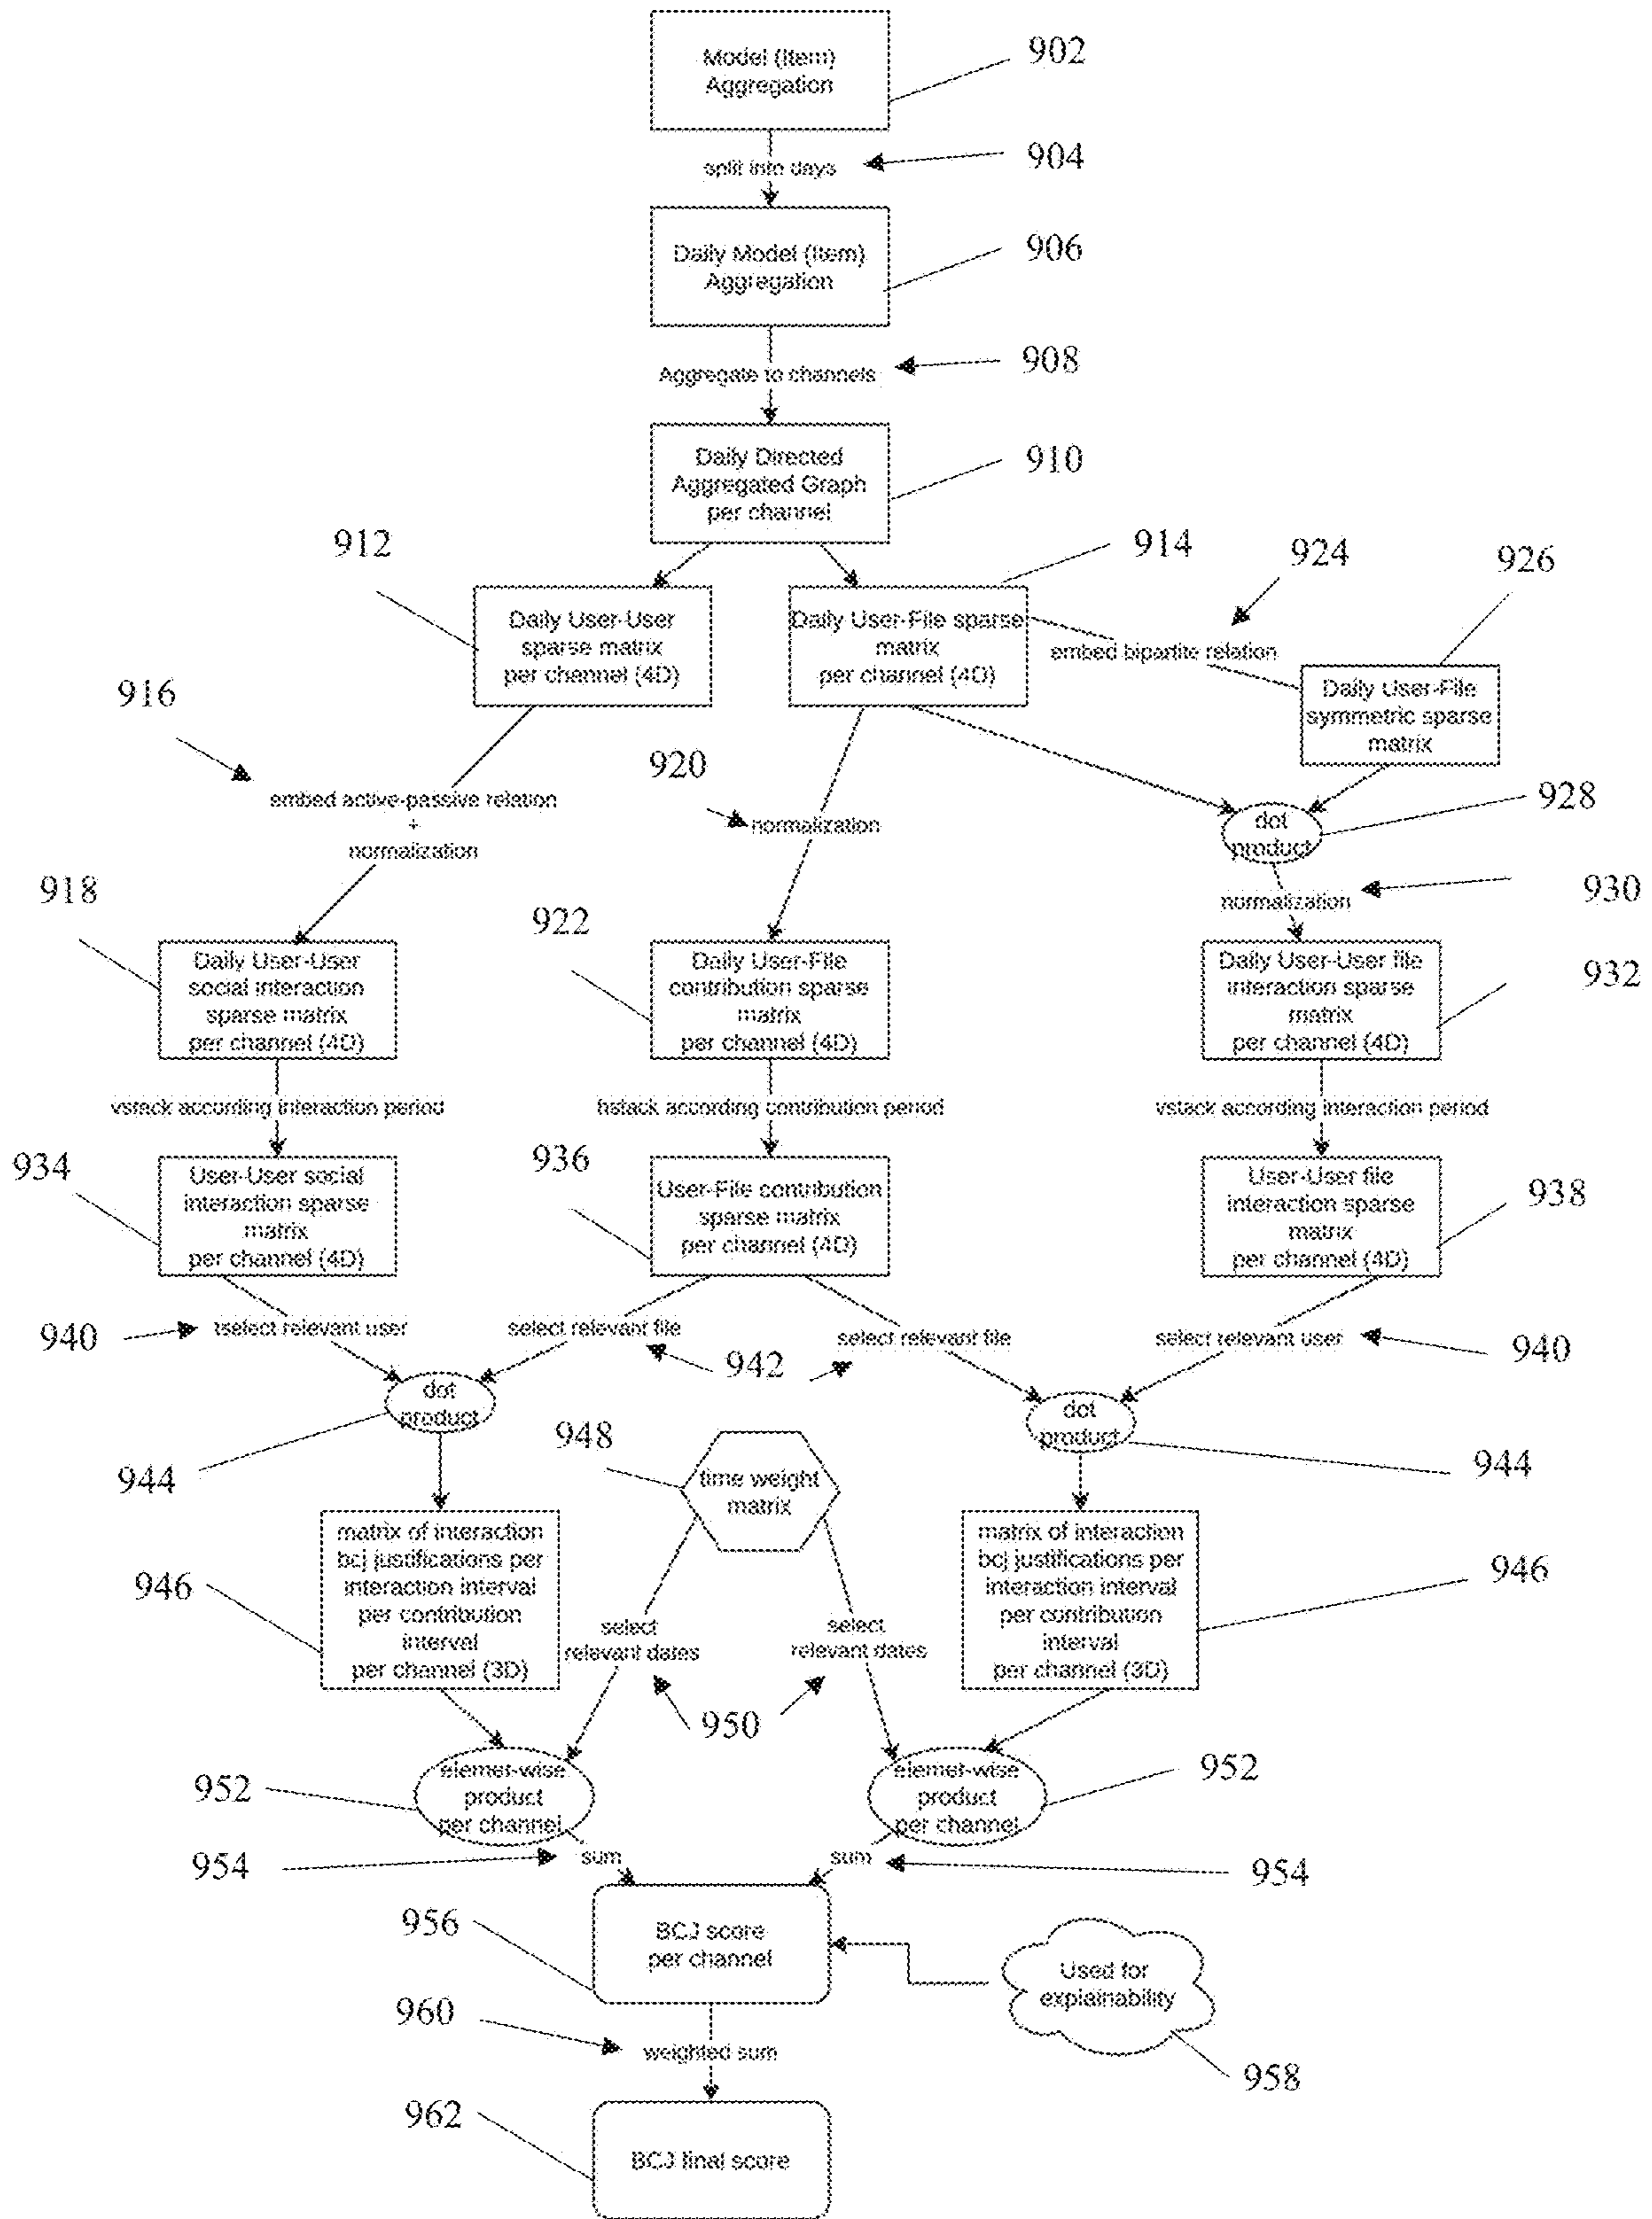 Model (Item)
Aggregation
902
split into days
904
Daily Model (Item)
Aggregation
906
Aggregate to channels
908
Daily Directed
Aggregated Graph
per channel
910
912
914
924
926
Daily User-User
sparse matrix
per channel (4D)
Daily User-File sparse
matrix
per channel (4D)
embed bipartite relation
Daily User-File
symmetric sparse
matrix
916
embed active-passive relation
+
normalization
920
normalization
dot
product
928
normalization
930
918
922
932
Daily User-User
social interaction
sparse matrix
per channel (4D)
Daily User-File
contribution sparse
matrix
per channel (4D)
Daily User-User file
interaction sparse
matrix
per channel (4D)
vstack according interaction period
hstack according contribution period
vstack according interaction period
934
936
938
User-User social
interaction sparse
matrix
per channel (4D)
User-File contribution
sparse matrix
per channel (4D)
User-User file
interaction sparse
matrix
per channel (4D)
940
tselect relevant user
select relevant file
942
select relevant file
select relevant user
940
dot
product
944
dot
product
944
948
time weight
matrix
946
matrix of interaction
bcj justifications per
interaction interval
per contribution
interval
per channel (3D)
matrix of interaction
bcj justifications per
interaction interval
per contribution
interval
per channel (3D)
946
select
relevant dates
select
relevant dates
950
952
elemet-wise
product
per channel
elemet-wise
product
per channel
952
954
sum
sum
954
956
BCJ score
per channel
Used for
explainability
958
960
weighted sum
962
BCJ final score